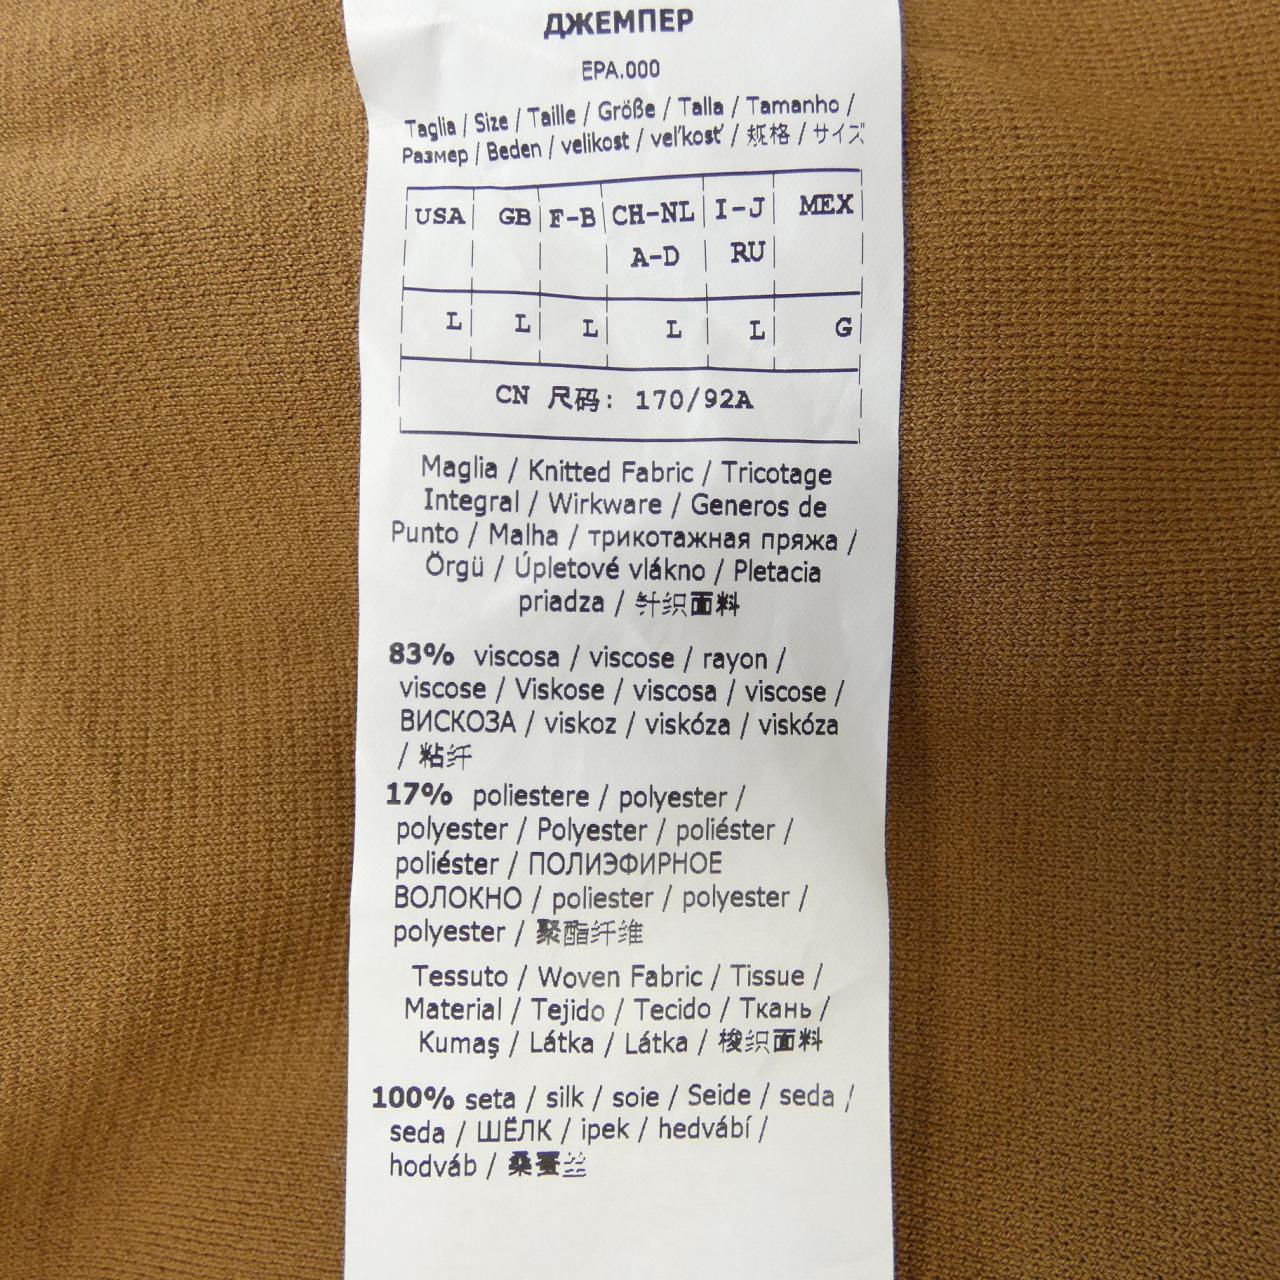 ДЖЕМПЕР
EPA.000
Taglia / Size / Taille / Größe / Talla / Tamanho /
Размер / Beden / velikost / veľkosť / 规格 / サイズ
USA GB F-B CH-NL I-J MEX
A-D RU
L L L L L G
CN 尺码: 170/92A
Maglia / Knitted Fabric / Tricotage
Integral / Wirkware / Generos de
Punto / Malha / трикотажная пряжа /
Örgü / Úpletové vlákno / Pletacia
priadza / 针织面料
83% viscosa / viscose / rayon /
viscose / Viskose / viscosa / viscose /
ВИСКОЗА / viskoz / viskóza / viskóza
/ 粘纤
17% poliestere / polyester /
polyester / Polyester / poliéster /
poliéster / ПОЛИЭФИРНОЕ
ВОЛОКНО / poliester / polyester /
polyester / 聚酯纤维
Tessuto / Woven Fabric / Tissue /
Material / Tejido / Tecido / Ткань /
Kumaş / Látka / Látka / 梭织面料
100% seta / silk / soie / Seide / seda /
seda / ШЁЛК / ipek / hedvábí /
hodváb / 桑蚕丝